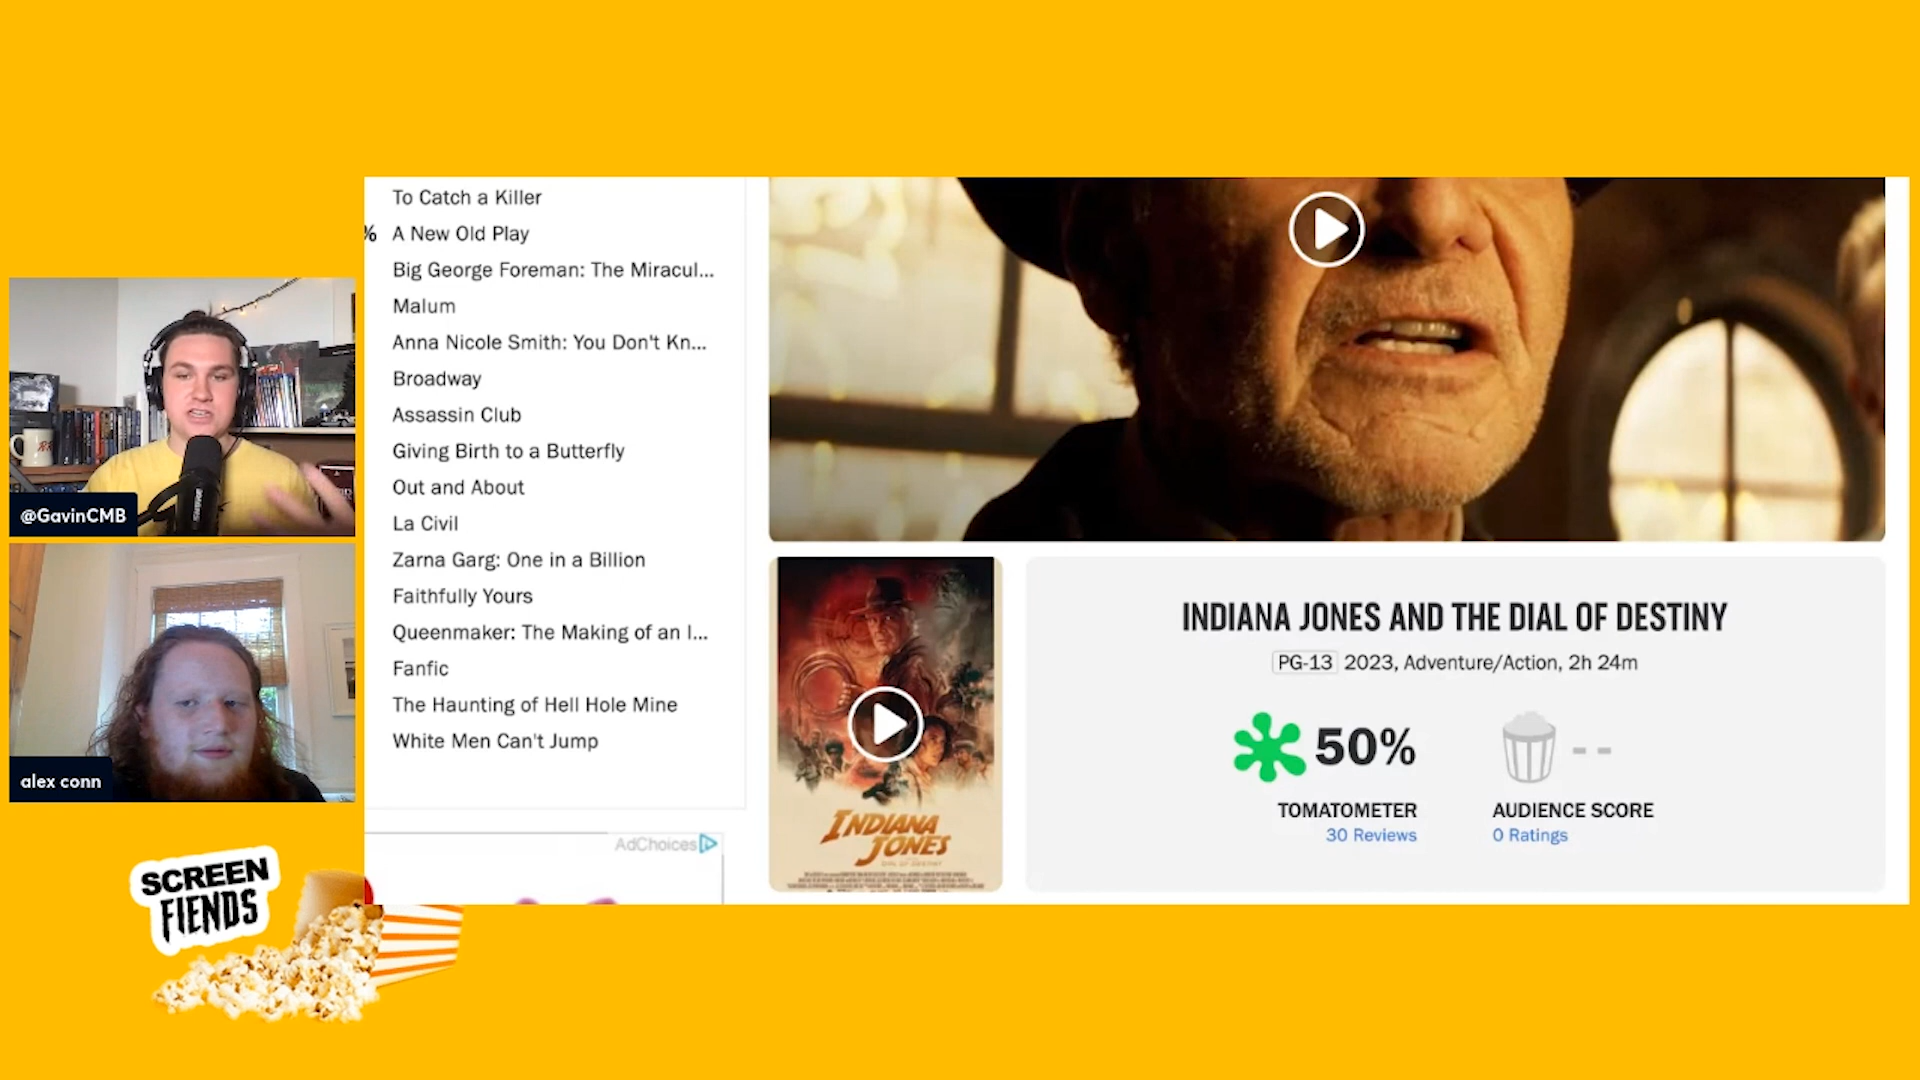 To Catch a Killer
% A New Old Play
Big George Foreman: The Miracul...
Malum
Anna Nicole Smith: You Don't Kn...
Broadway
Assassin Club
Giving Birth to a Butterfly
Out and About
La Civil
Zarna Garg: One in a Billion
Faithfully Yours
Queenmaker: The Making of an I...
Fanfic
The Haunting of Hell Hole Mine
White Men Can't Jump
AdChoices
INDIANA
JONES
DIAL OF DESTINY
INDIANA JONES AND THE DIAL OF DESTINY
PG-13 2023, Adventure/Action, 2h 24m
50% - -
TOMATOMETER AUDIENCE SCORE
30 Reviews 0 Ratings
@GavinCMB
alex conn
SCREEN
FIENDS